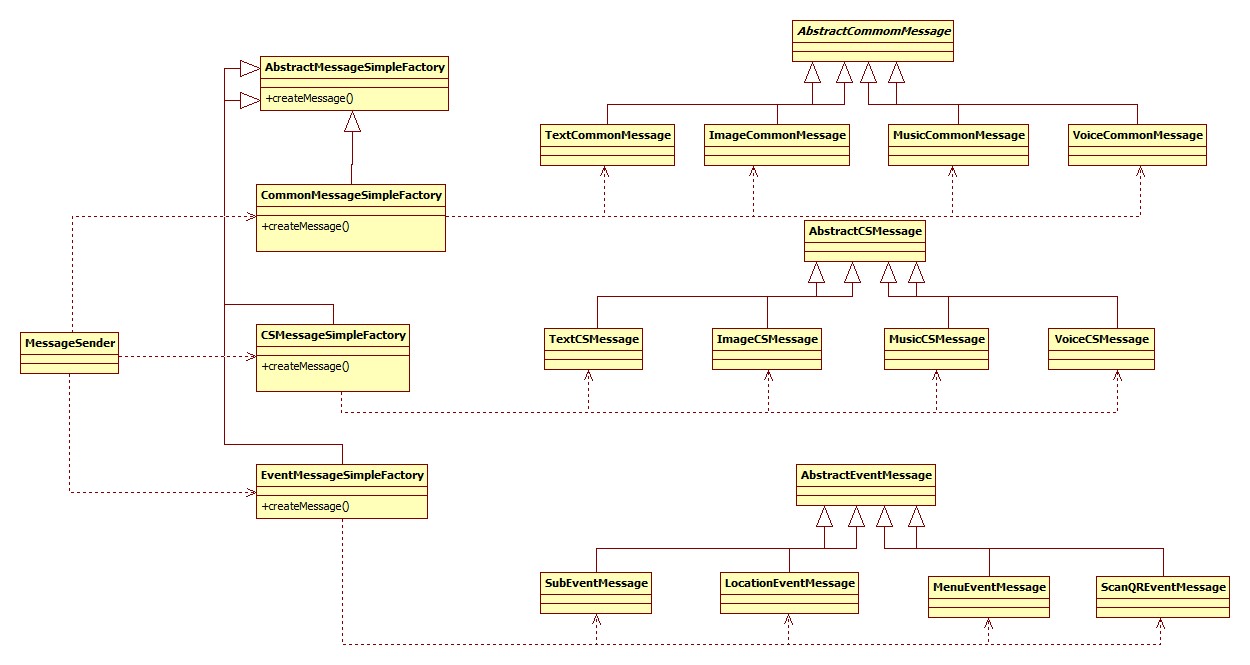 AbstractCommomMessage
AbstractMessageSimpleFactory
+createMessage()
TextCommonMessage
ImageCommonMessage
MusicCommonMessage
VoiceCommonMessage
CommonMessageSimpleFactory
+createMessage()
AbstractCSMessage
MessageSender
CSMessageSimpleFactory
+createMessage()
TextCSMessage
ImageCSMessage
MusicCSMessage
VoiceCSMessage
EventMessageSimpleFactory
+createMessage()
AbstractEventMessage
SubEventMessage
LocationEventMessage
MenuEventMessage
ScanQREventMessage